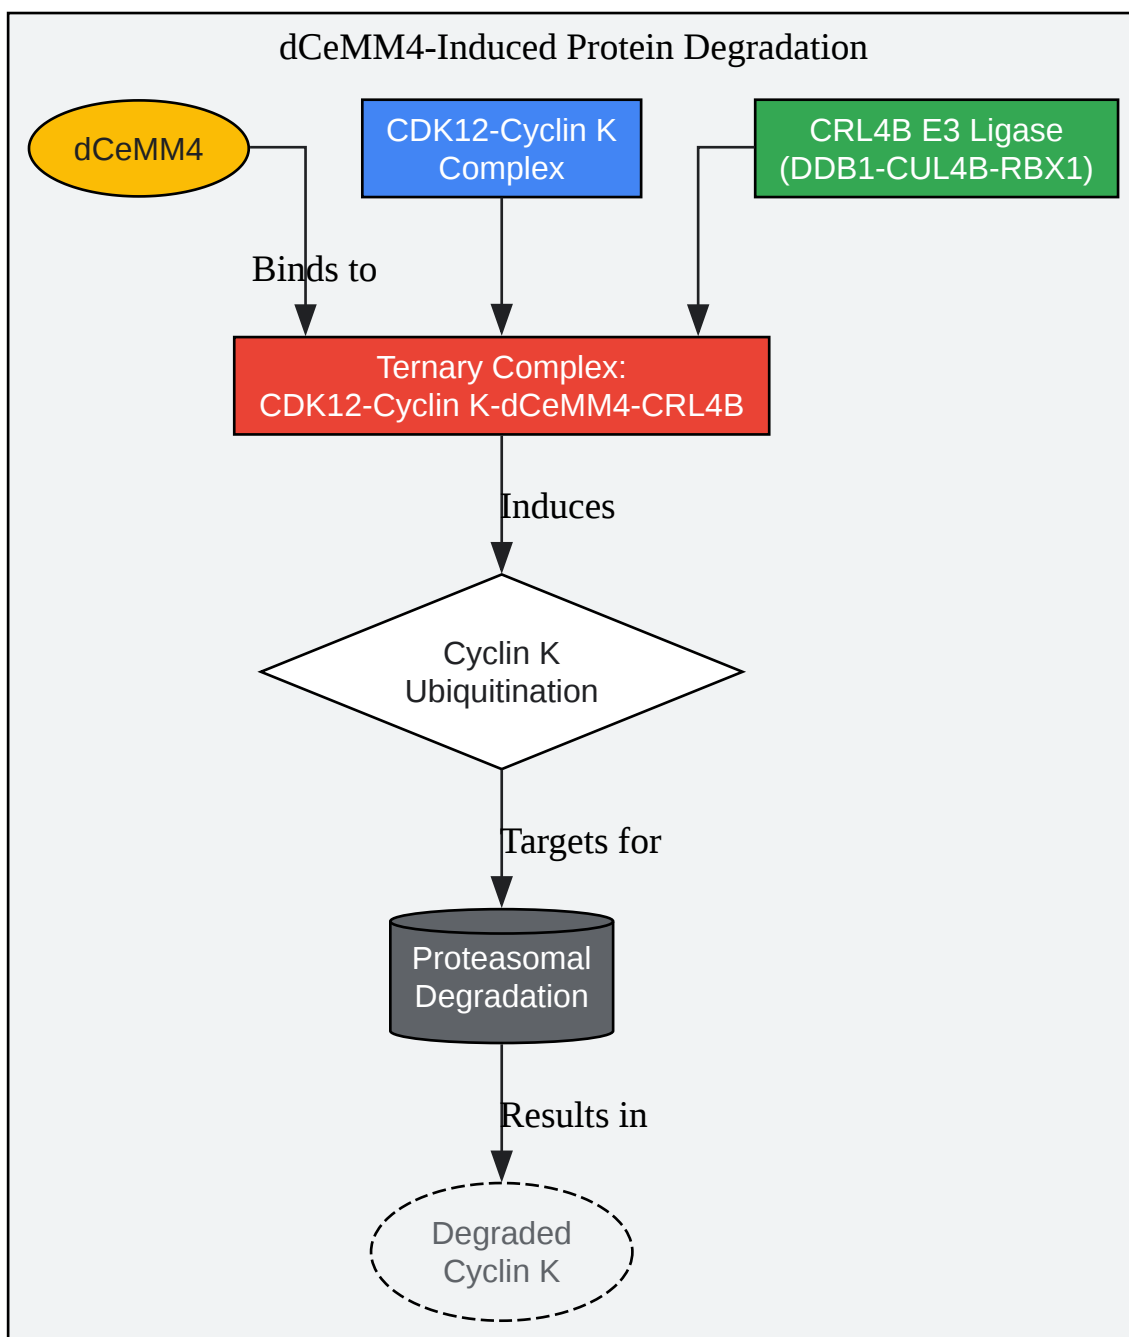 dCeMM4-Induced Protein Degradation
dCeMM4
CDK12-Cyclin K
Complex
CRL4B E3 Ligase
(DDB1-CUL4B-RBX1)
Binds to
Ternary Complex:
CDK12-Cyclin K-dCeMM4-CRL4B
Induces
Cyclin K
Ubiquitination
Targets for
Proteasomal
Degradation
Results in
Degraded
Cyclin K